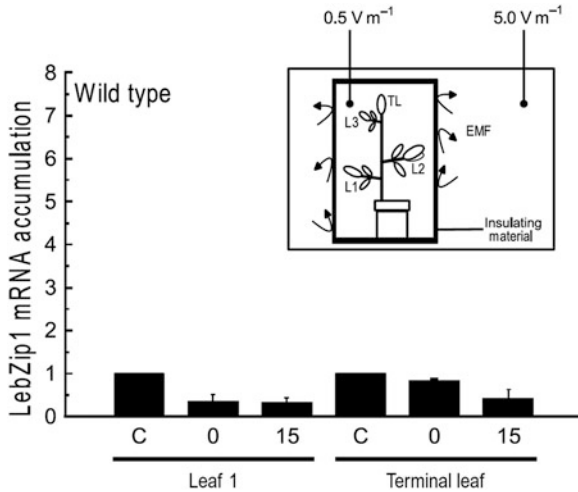 0.5 V m⁻¹
5.0 V m⁻¹
8
7
6
5
4
3
2
1
0
LebZip1 mRNA accumulation
Wild type
TL
L3
L2
L1
EMF
Insulating
material
C 0 15 C 0 15
Leaf 1 Terminal leaf